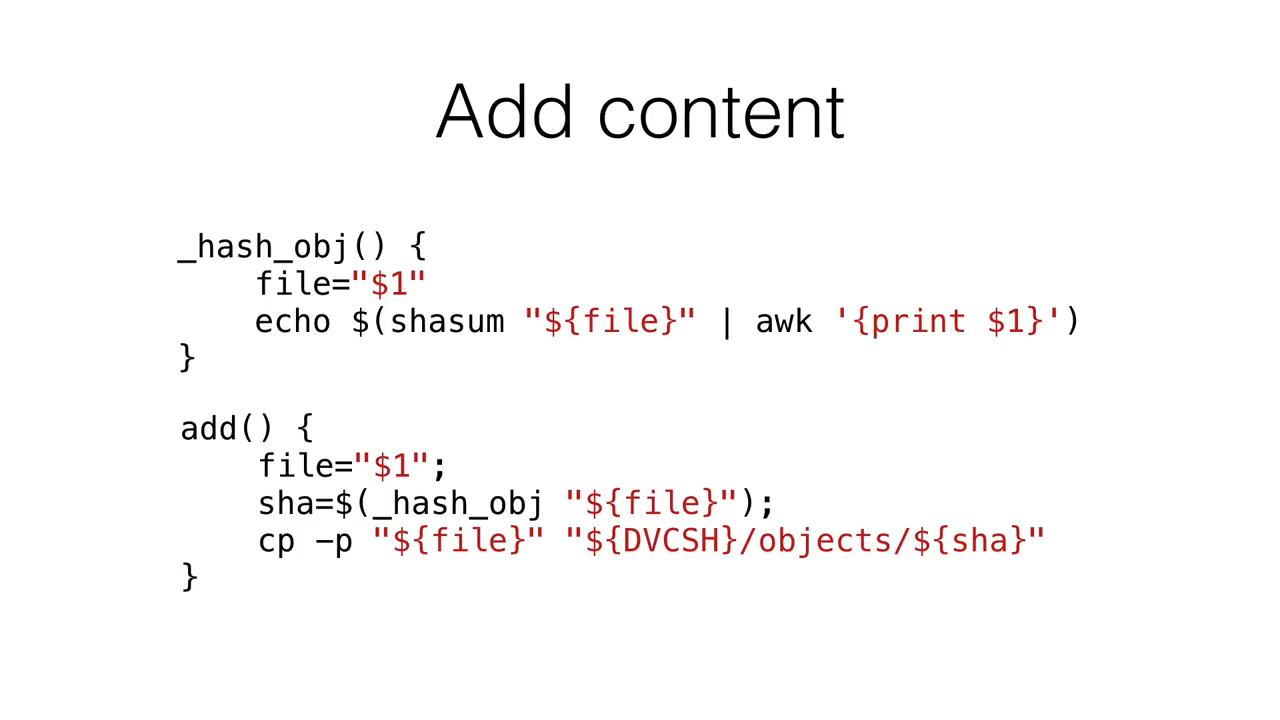 Add content
_hash_obj() {
    file="$1"
    echo $(shasum "${file}" | awk '{print $1}')
}
add() {
    file="$1";
    sha=$(_hash_obj "${file}");
    cp -p "${file}" "${DVCSH}/objects/${sha}"
}